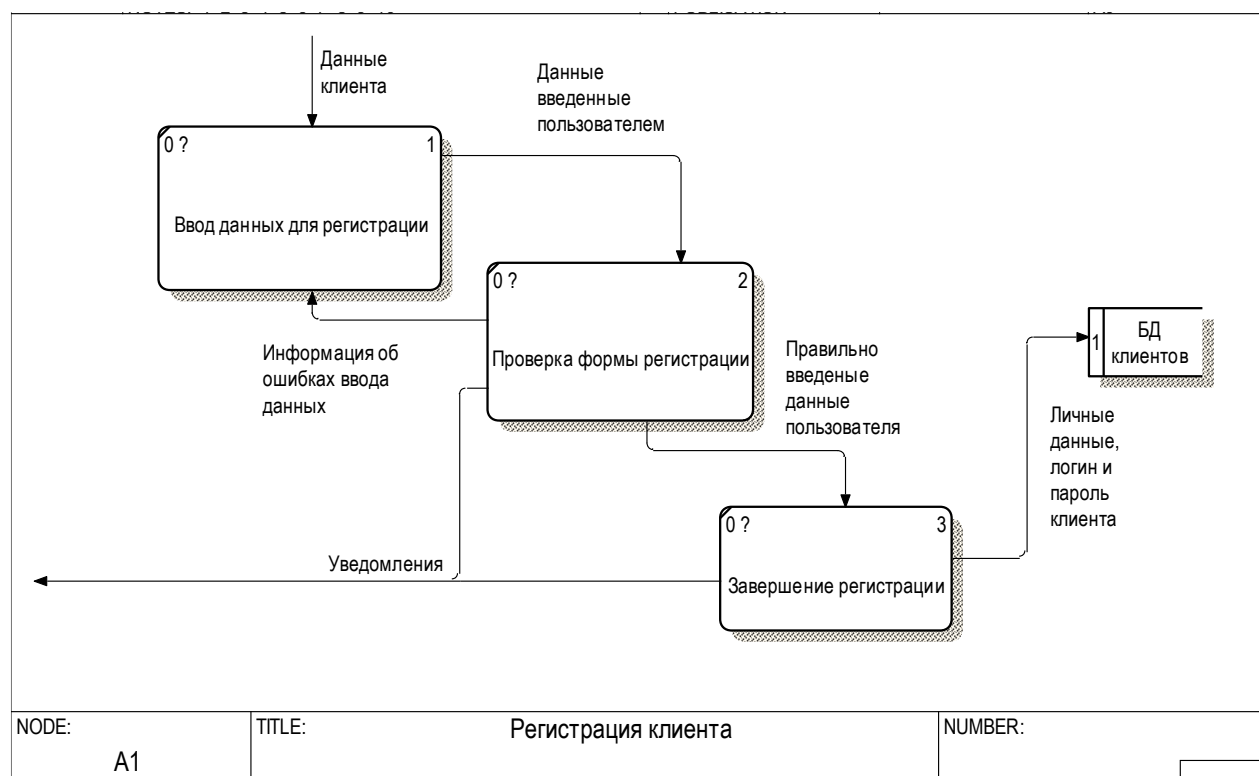 Данные
клиента
Данные
введенные
пользователем
0 ? 1
Ввод данных для регистрации
0 ? 2
Проверка формы регистрации
Информация об
ошибках ввода
данных
Правильно
введеные
данные
пользователя
1
БД
клиентов
Личные
данные,
логин и
пароль
клиента
0 ? 3
Завершение регистрации
Уведомления
NODE: TITLE: Регистрация клиента NUMBER:
A1